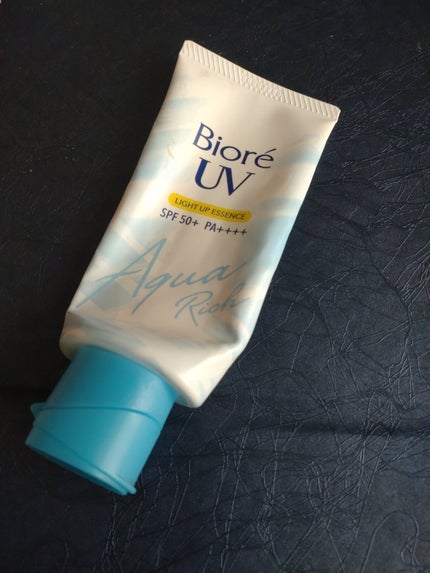 Bioré
UV
LIGHT UP ESSENCE
SPF 50+ PA++++
Aqua
Rich